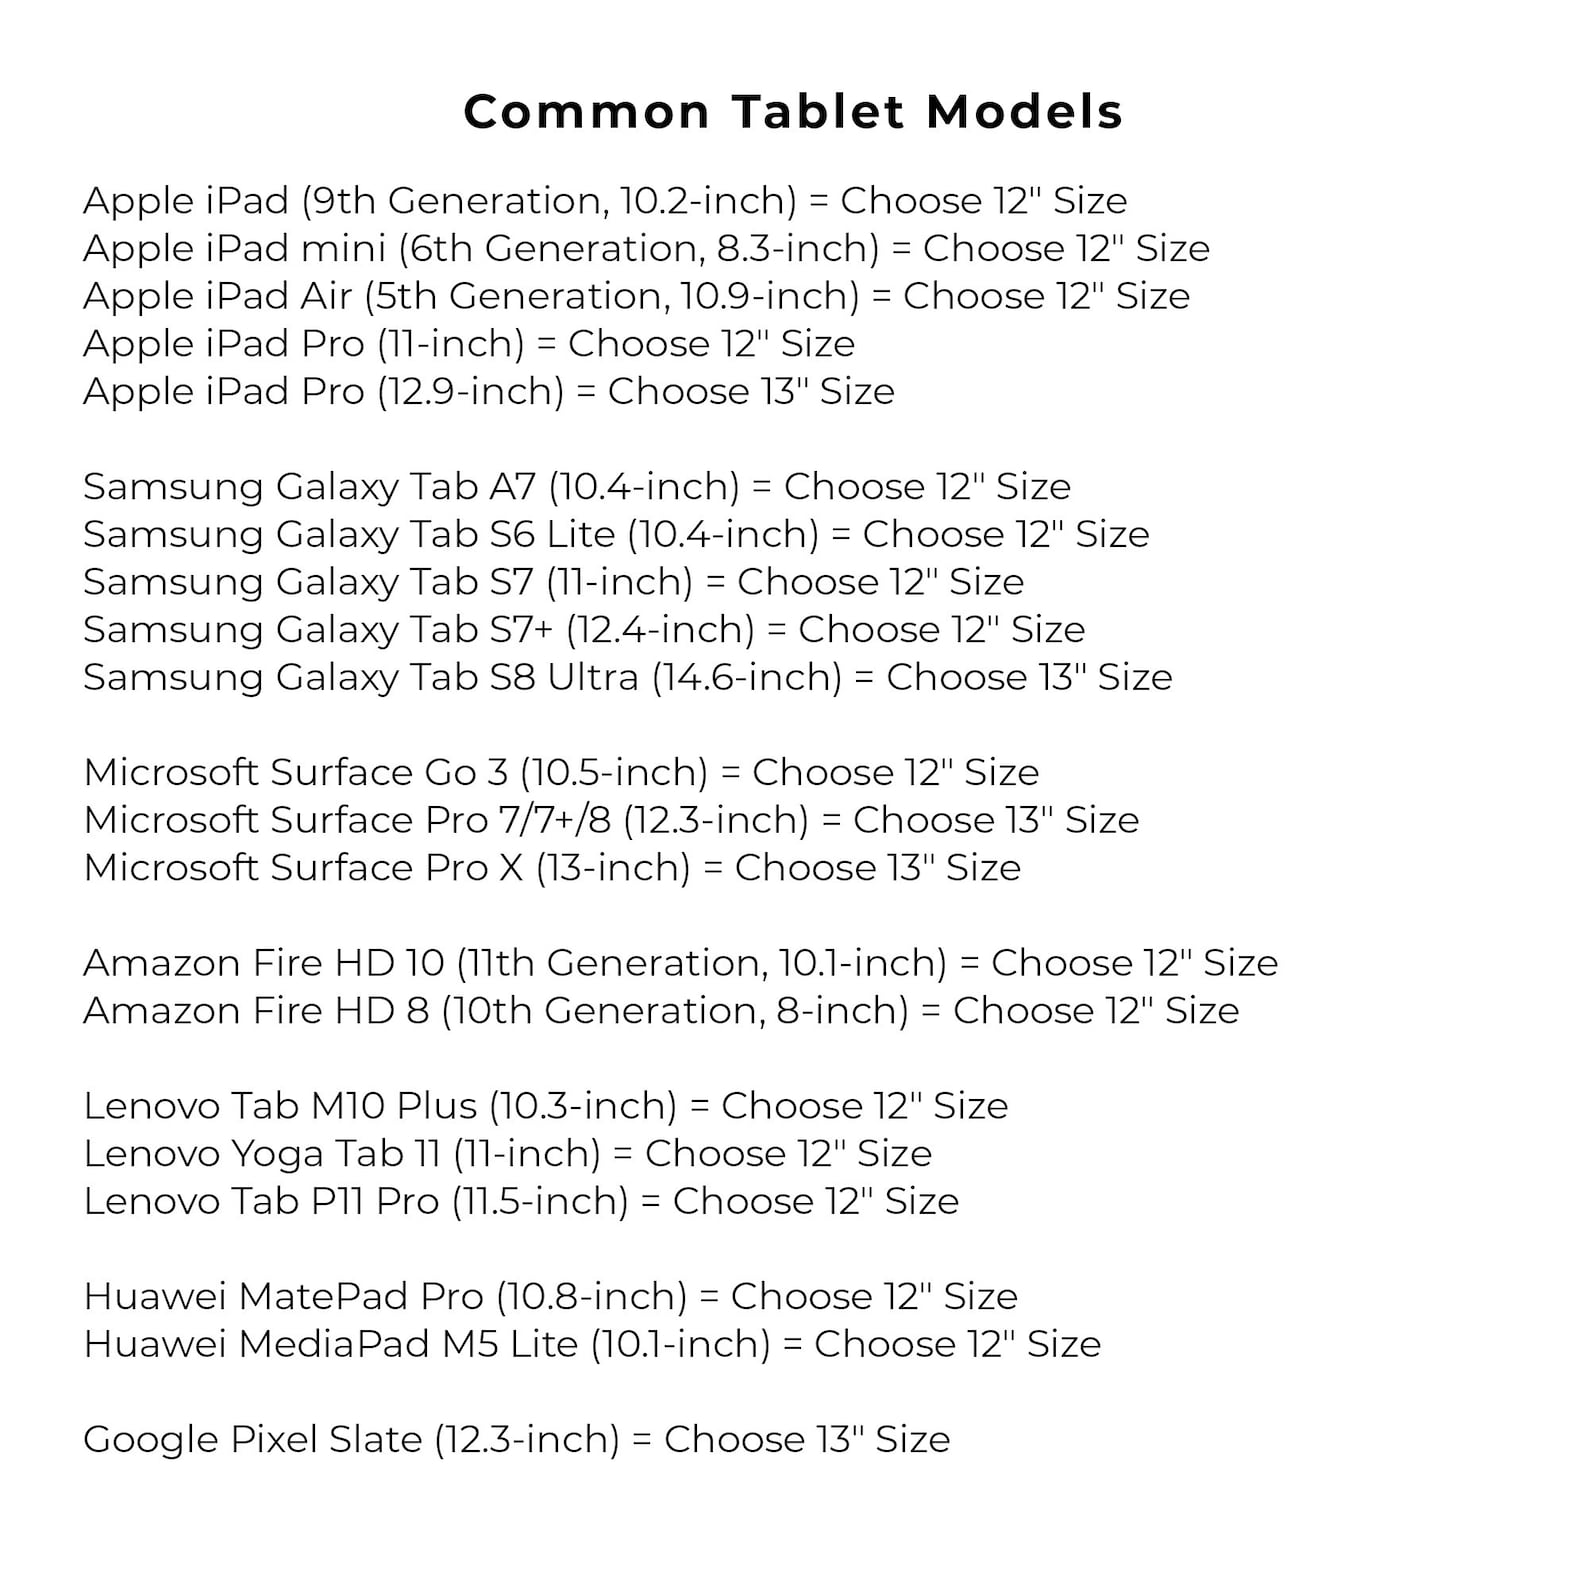 Common Tablet Models
Apple iPad (9th Generation, 10.2-inch) = Choose 12" Size
Apple iPad mini (6th Generation, 8.3-inch) = Choose 12" Size
Apple iPad Air (5th Generation, 10.9-inch) = Choose 12" Size
Apple iPad Pro (11-inch) = Choose 12" Size
Apple iPad Pro (12.9-inch) = Choose 13" Size
Samsung Galaxy Tab A7 (10.4-inch) = Choose 12" Size
Samsung Galaxy Tab S6 Lite (10.4-inch) = Choose 12" Size
Samsung Galaxy Tab S7 (11-inch) = Choose 12" Size
Samsung Galaxy Tab S7+ (12.4-inch) = Choose 12" Size
Samsung Galaxy Tab S8 Ultra (14.6-inch) = Choose 13" Size
Microsoft Surface Go 3 (10.5-inch) = Choose 12" Size
Microsoft Surface Pro 7/7+/8 (12.3-inch) = Choose 13" Size
Microsoft Surface Pro X (13-inch) = Choose 13" Size
Amazon Fire HD 10 (11th Generation, 10.1-inch) = Choose 12" Size
Amazon Fire HD 8 (10th Generation, 8-inch) = Choose 12" Size
Lenovo Tab M10 Plus (10.3-inch) = Choose 12" Size
Lenovo Yoga Tab 11 (11-inch) = Choose 12" Size
Lenovo Tab P11 Pro (11.5-inch) = Choose 12" Size
Huawei MatePad Pro (10.8-inch) = Choose 12" Size
Huawei MediaPad M5 Lite (10.1-inch) = Choose 12" Size
Google Pixel Slate (12.3-inch) = Choose 13" Size